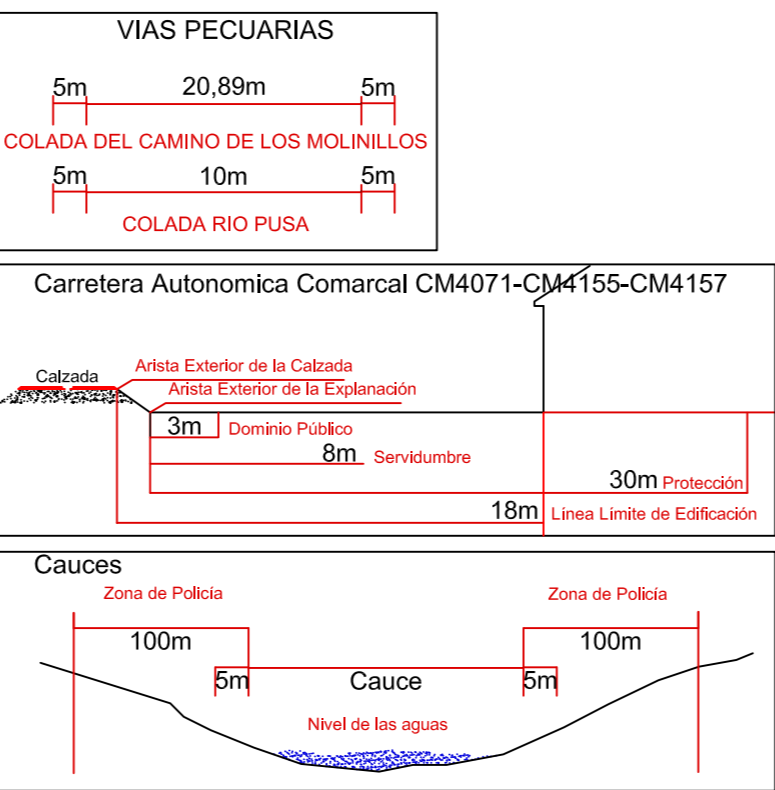 VIAS PECUARIAS
5m 20,89m 5m
COLADA DEL CAMINO DE LOS MOLINILLOS
5m 10m 5m
COLADA RIO PUSA
Carretera Autonomica Comarcal CM4071-CM4155-CM4157
Calzada
Arista Exterior de la Calzada
Arista Exterior de la Explanación
3m Dominio Público
8m Servidumbre
30m Protección
18m Línea Límite de Edificación
Cauces
Zona de Policía Zona de Policía
100m 100m
5m Cauce 5m
Nivel de las aguas